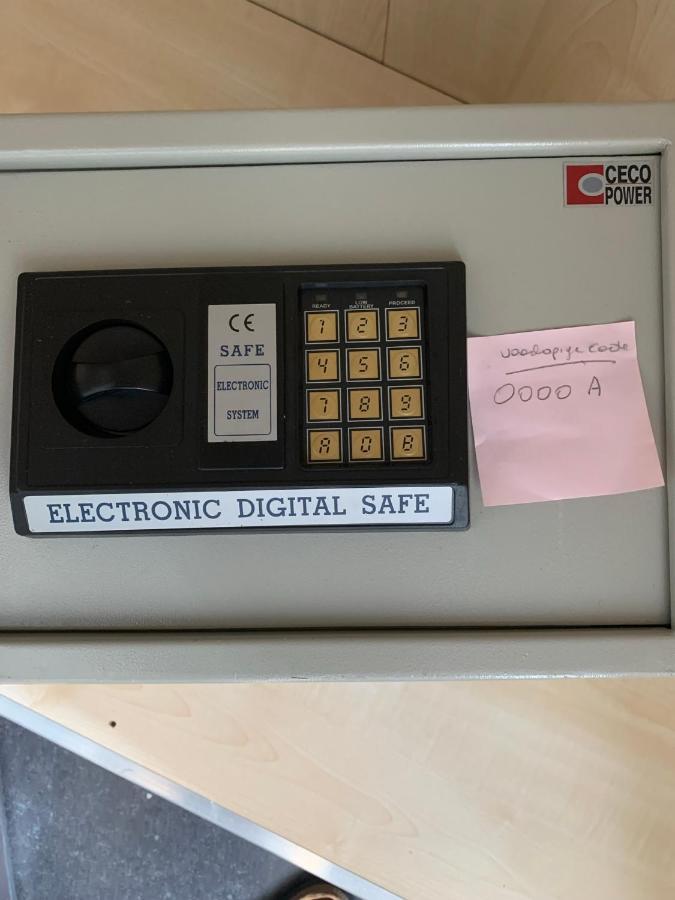 CECO
POWER
READY LOW BATTERY PROCEED
CE
SAFE
ELECTRONIC
SYSTEM
1 2 3
4 5 6
7 8 9
A 0 B
ELECTRONIC DIGITAL SAFE
voorlopige code
0000 A